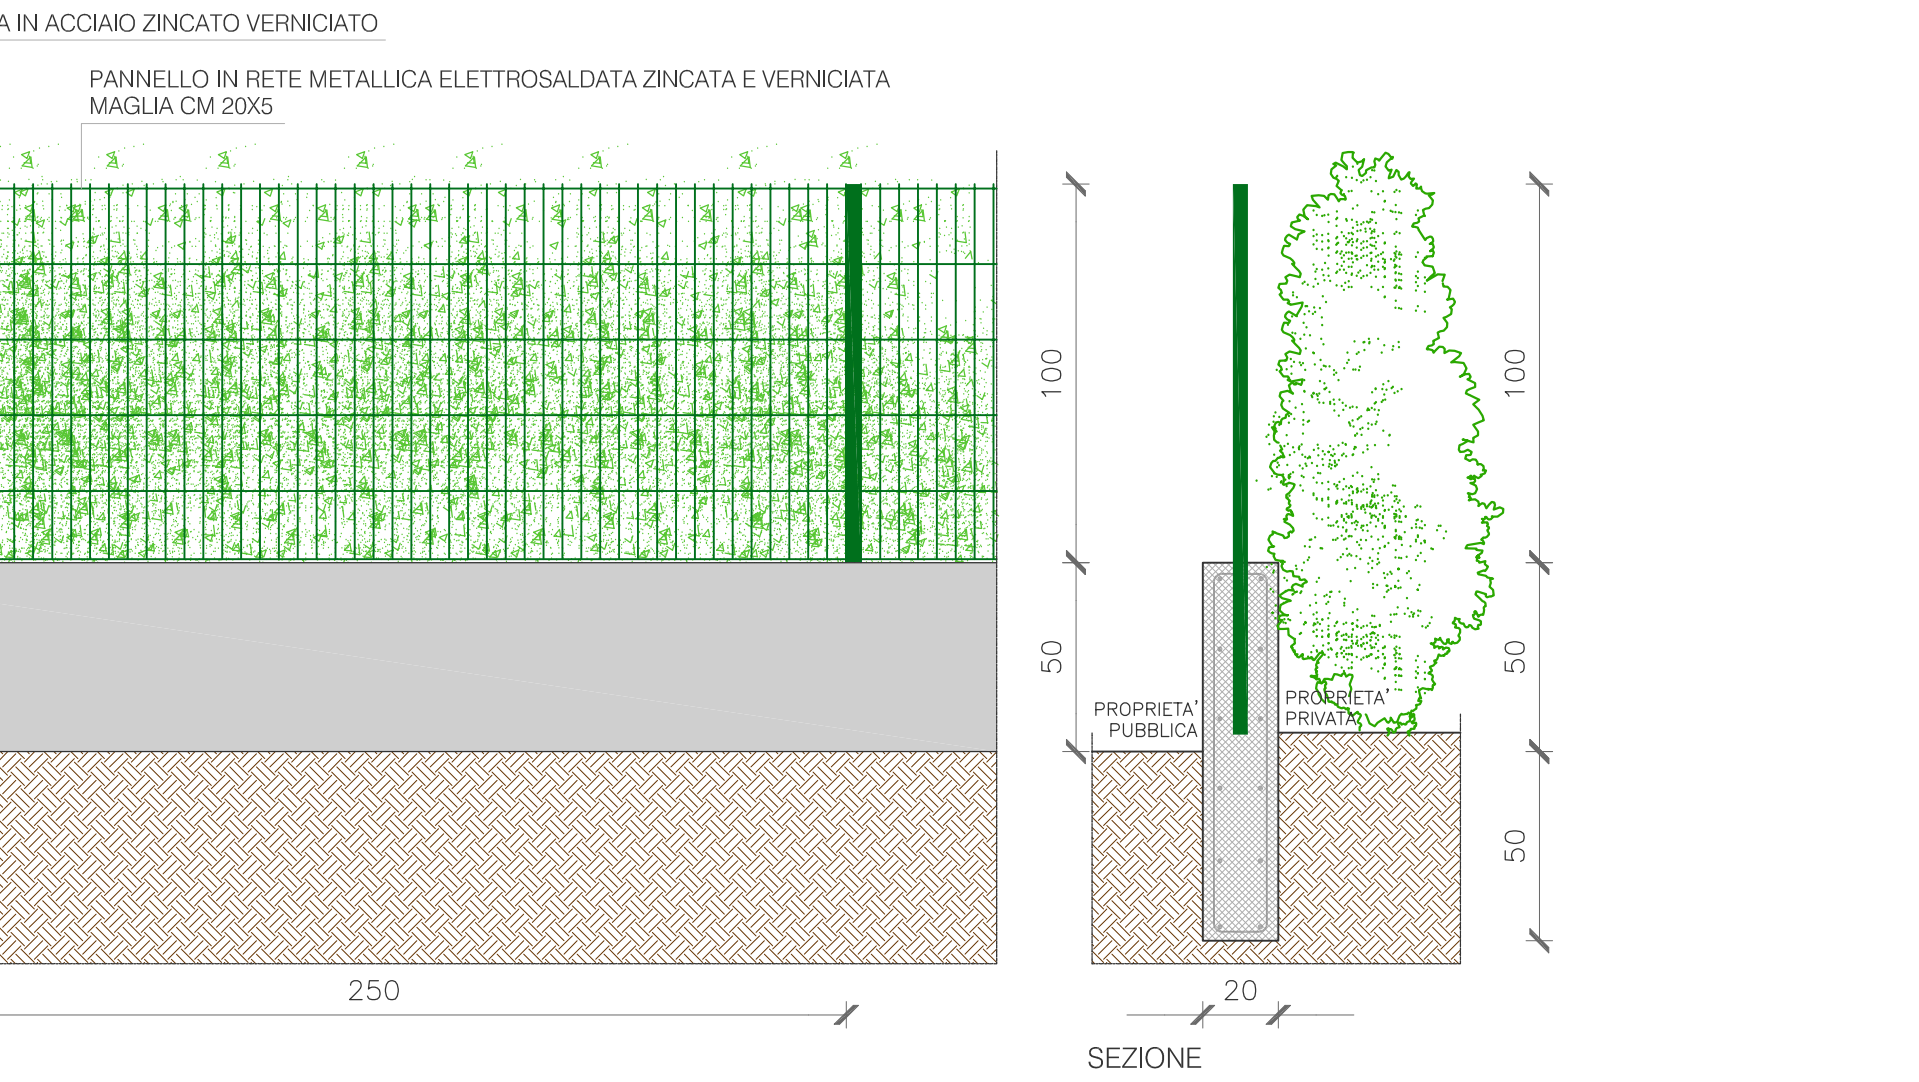 A IN ACCIAIO ZINCATO VERNICIATO
PANNELLO IN RETE METALLICA ELETTROSALDATA ZINCATA E VERNICIATA
MAGLIA CM 20X5
100
100
50
50
PROPRIETA'
PUBBLICA
PROPRIETA'
PRIVATA
50
250
20
SEZIONE